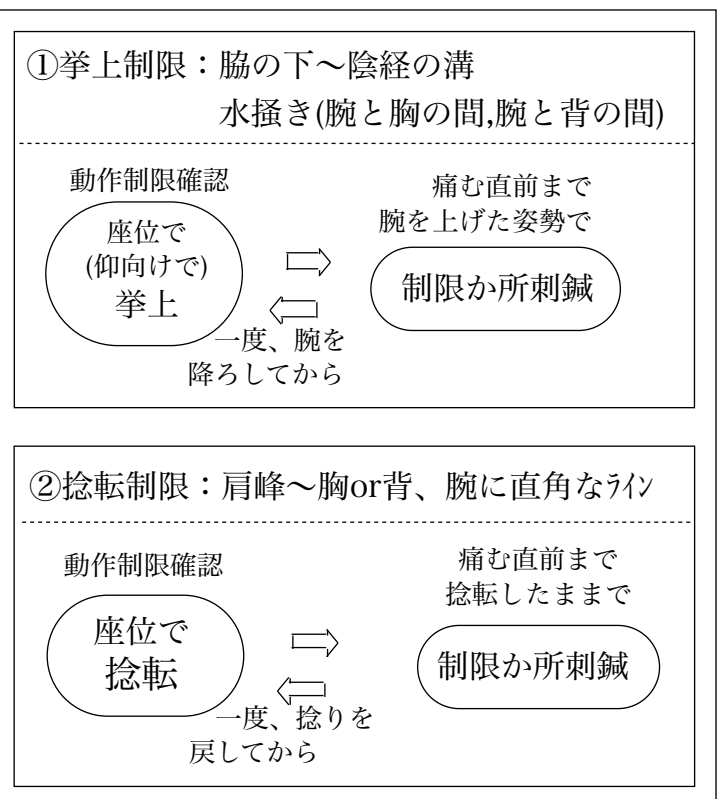 ①挙上制限：脇の下〜陰経の溝
水掻き(腕と胸の間,腕と背の間)
動作制限確認
座位で
(仰向けで)
挙上
痛む直前まで
腕を上げた姿勢で
制限か所刺鍼
一度、腕を
降ろしてから
②捻転制限：肩峰〜胸or背、腕に直角なﾗｲﾝ
動作制限確認
座位で
捻転
痛む直前まで
捻転したままで
制限か所刺鍼
一度、捻りを
戻してから